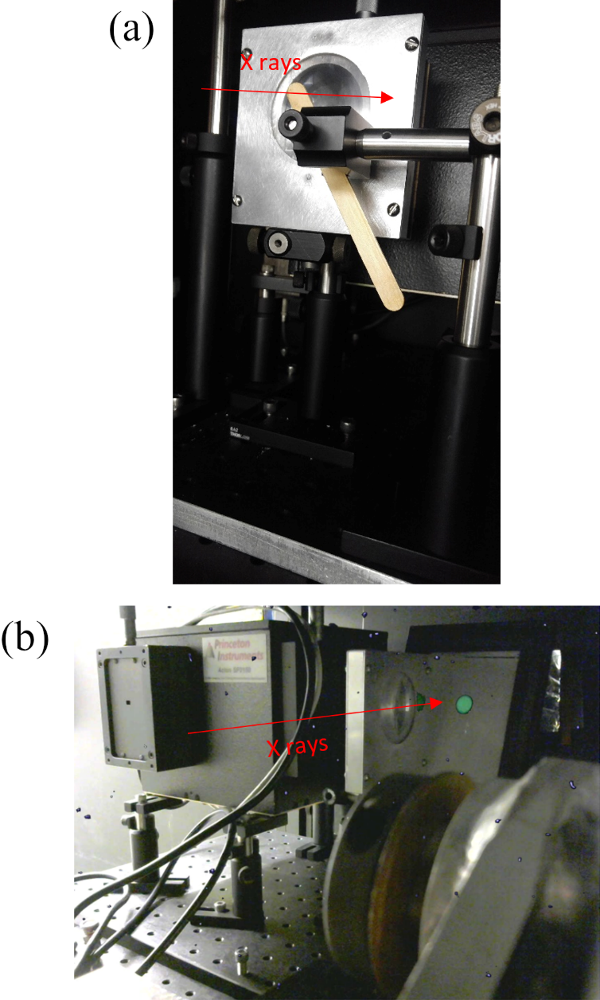 (a)
X rays
(b)
Princeton
Instruments
X rays